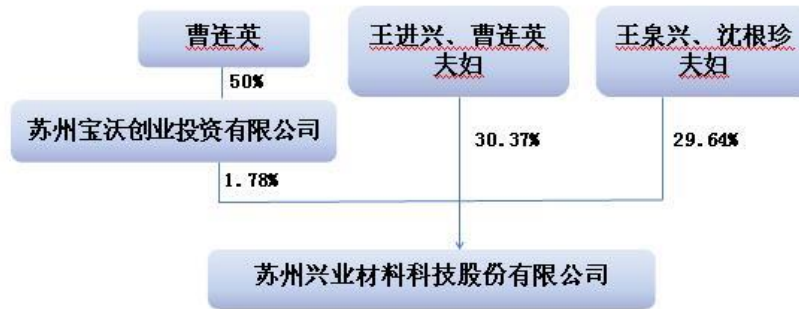 曹连英
王进兴、曹连英
夫妇
王泉兴、沈根珍
夫妇
50%
苏州宝沃创业投资有限公司
30.37%
29.64%
1.78%
苏州兴业材料科技股份有限公司